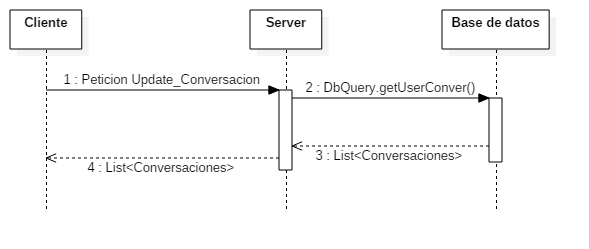 Cliente
Server
Base de datos
1 : Peticion Update_Conversacion
2 : DbQuery.getUserConver()
3 : List<Conversaciones>
4 : List<Conversaciones>